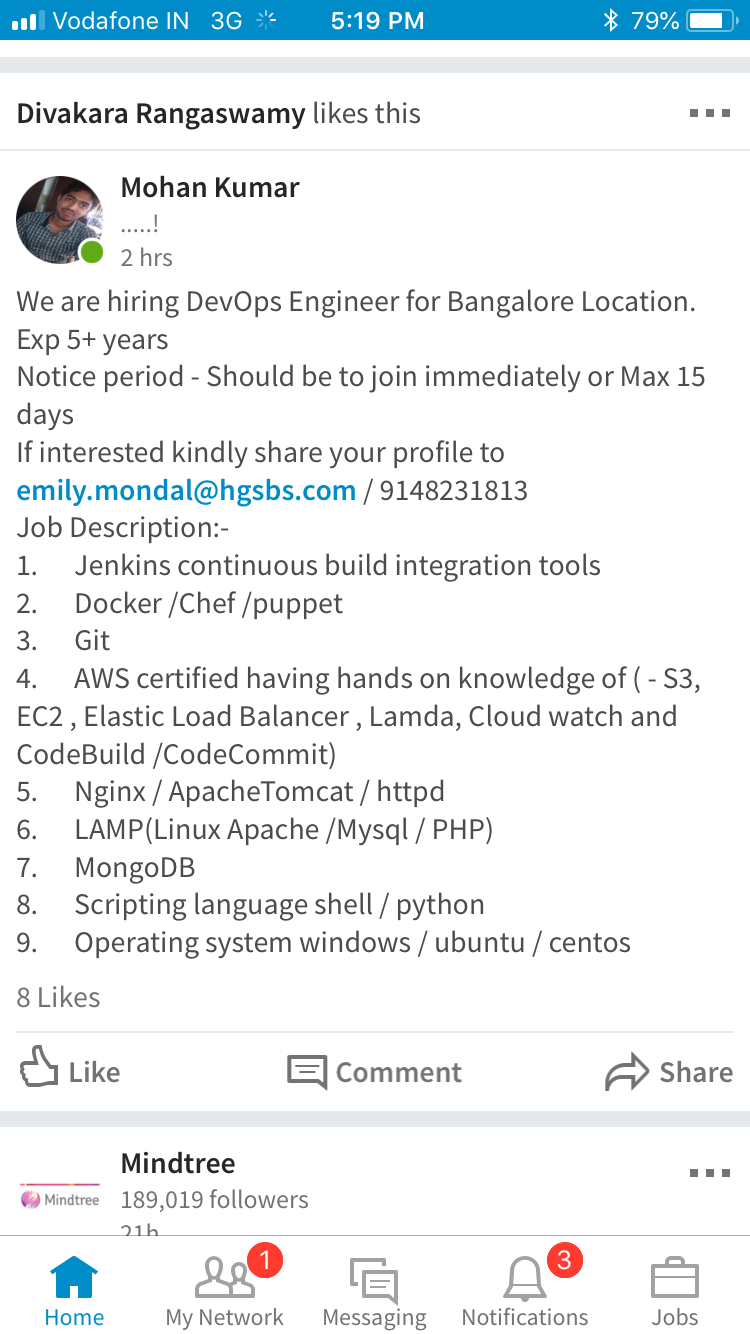 Vodafone IN 3G 5:19 PM 79%
Divakara Rangaswamy likes this
Mohan Kumar
.....!
2 hrs
We are hiring DevOps Engineer for Bangalore Location.
Exp 5+ years
Notice period - Should be to join immediately or Max 15
days
If interested kindly share your profile to
emily.mondal@hgsbs.com / 9148231813
Job Description:-
1. Jenkins continuous build integration tools
2. Docker /Chef /puppet
3. Git
4. AWS certified having hands on knowledge of ( - S3,
EC2 , Elastic Load Balancer , Lamda, Cloud watch and
CodeBuild /CodeCommit)
5. Nginx / ApacheTomcat / httpd
6. LAMP(Linux Apache /Mysql / PHP)
7. MongoDB
8. Scripting language shell / python
9. Operating system windows / ubuntu / centos
8 Likes
Like Comment Share
Mindtree
Mindtree 189,019 followers
21h
1 3
Home My Network Messaging Notifications Jobs